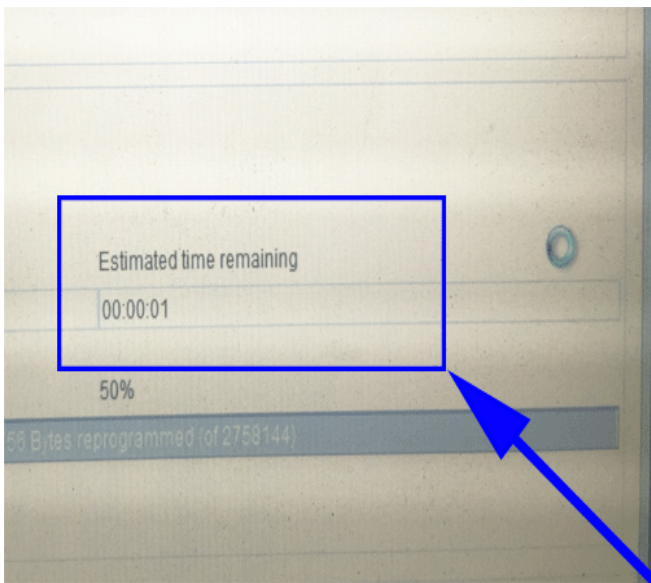 Estimated time remaining
00:00:01
50%
Bytes reprogrammed (of 2758144)